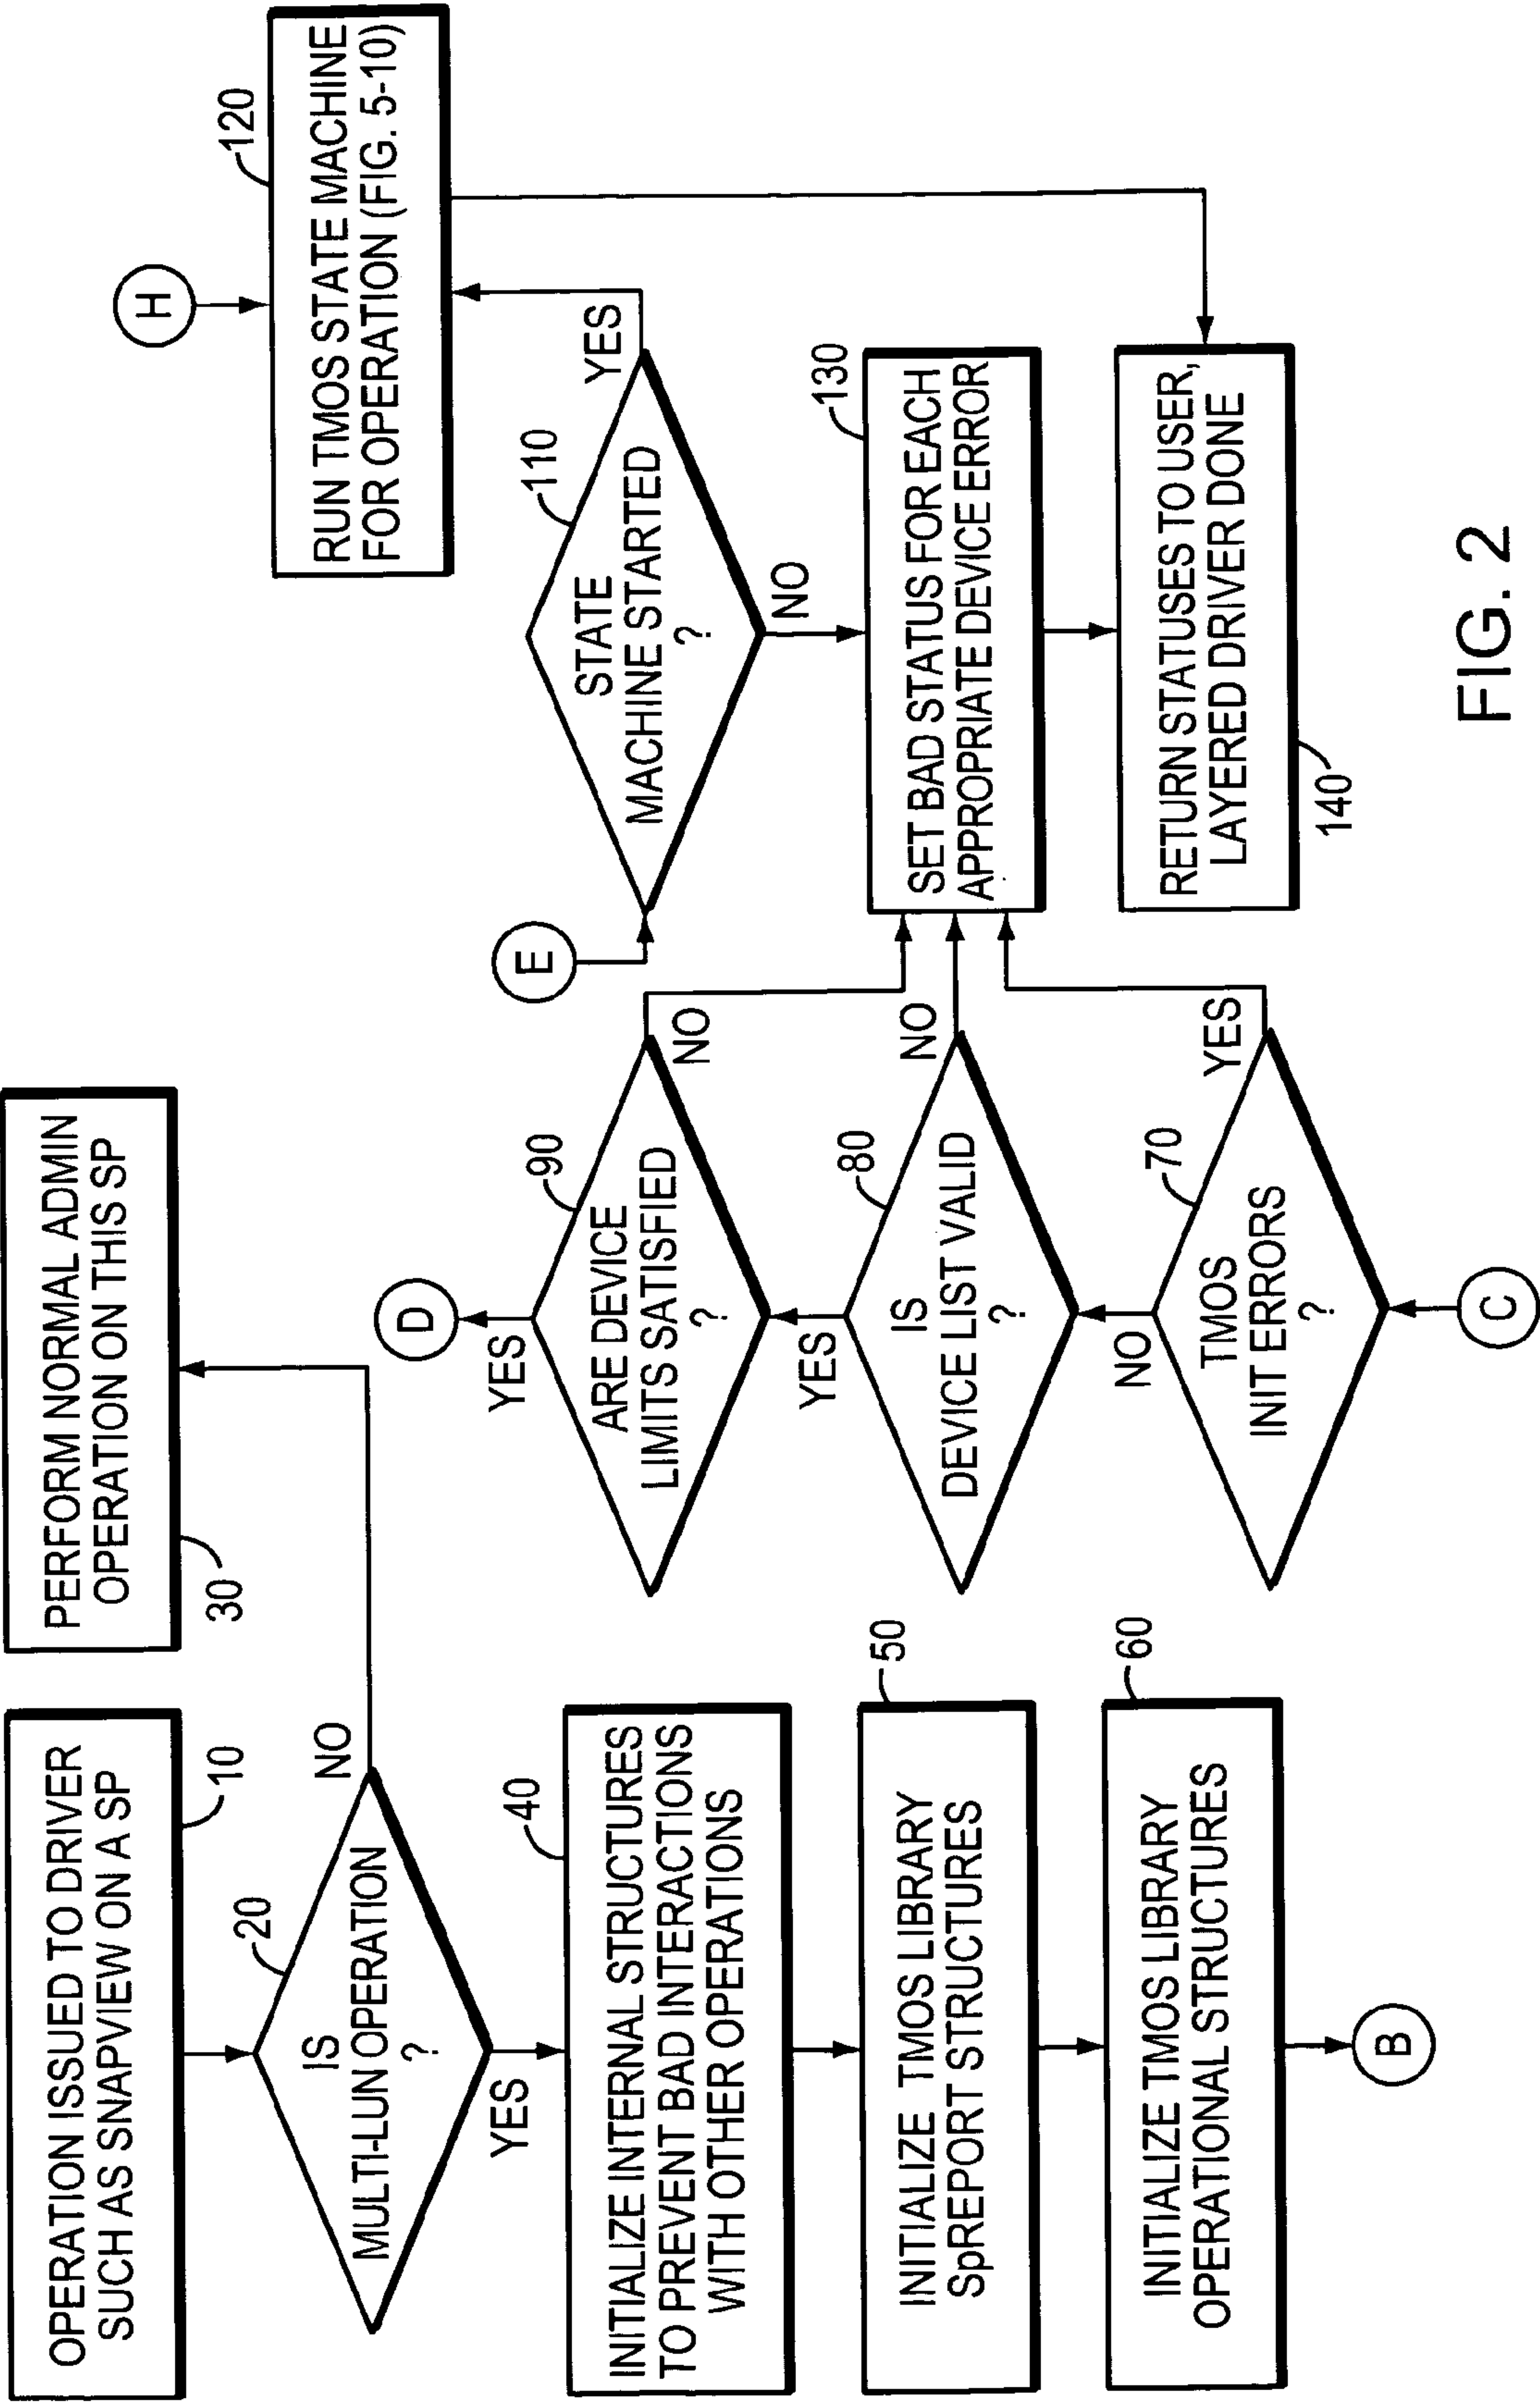 OPERATION ISSUED TO DRIVER
SUCH AS SNAPVIEW ON A SP
10
20
IS
MULTI-LUN OPERATION
?
NO
YES
PERFORM NORMAL ADMIN
OPERATION ON THIS SP
30
40
INITIALIZE INTERNAL STRUCTURES
TO PREVENT BAD INTERACTIONS
WITH OTHER OPERATIONS
50
INITIALIZE TMOS LIBRARY
SpREPORT STRUCTURES
60
INITIALIZE TMOS LIBRARY
OPERATIONAL STRUCTURES
B
D
YES
90
ARE DEVICE
LIMITS SATISFIED
?
NO
YES
80
IS
DEVICE LIST VALID
?
NO
NO
70
TMOS
INIT ERRORS
?
YES
C
H
120
RUN TMOS STATE MACHINE
FOR OPERATION (FIG. 5-10)
E
110
STATE
MACHINE STARTED
?
YES
NO
130
SET BAD STATUS FOR EACH
APPROPRIATE DEVICE ERROR
RETURN STATUSES TO USER,
LAYERED DRIVER DONE
140
FIG. 2